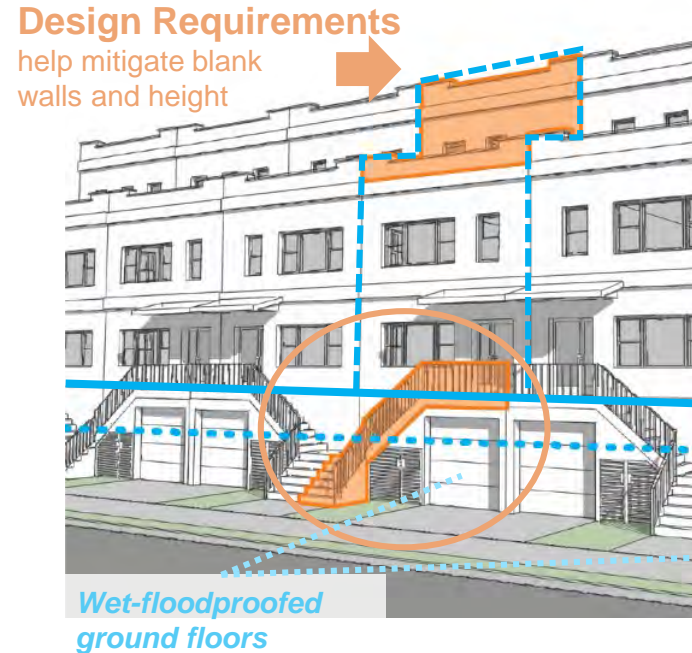 Design Requirements
help mitigate blank
walls and height
Wet-floodproofed
ground floors